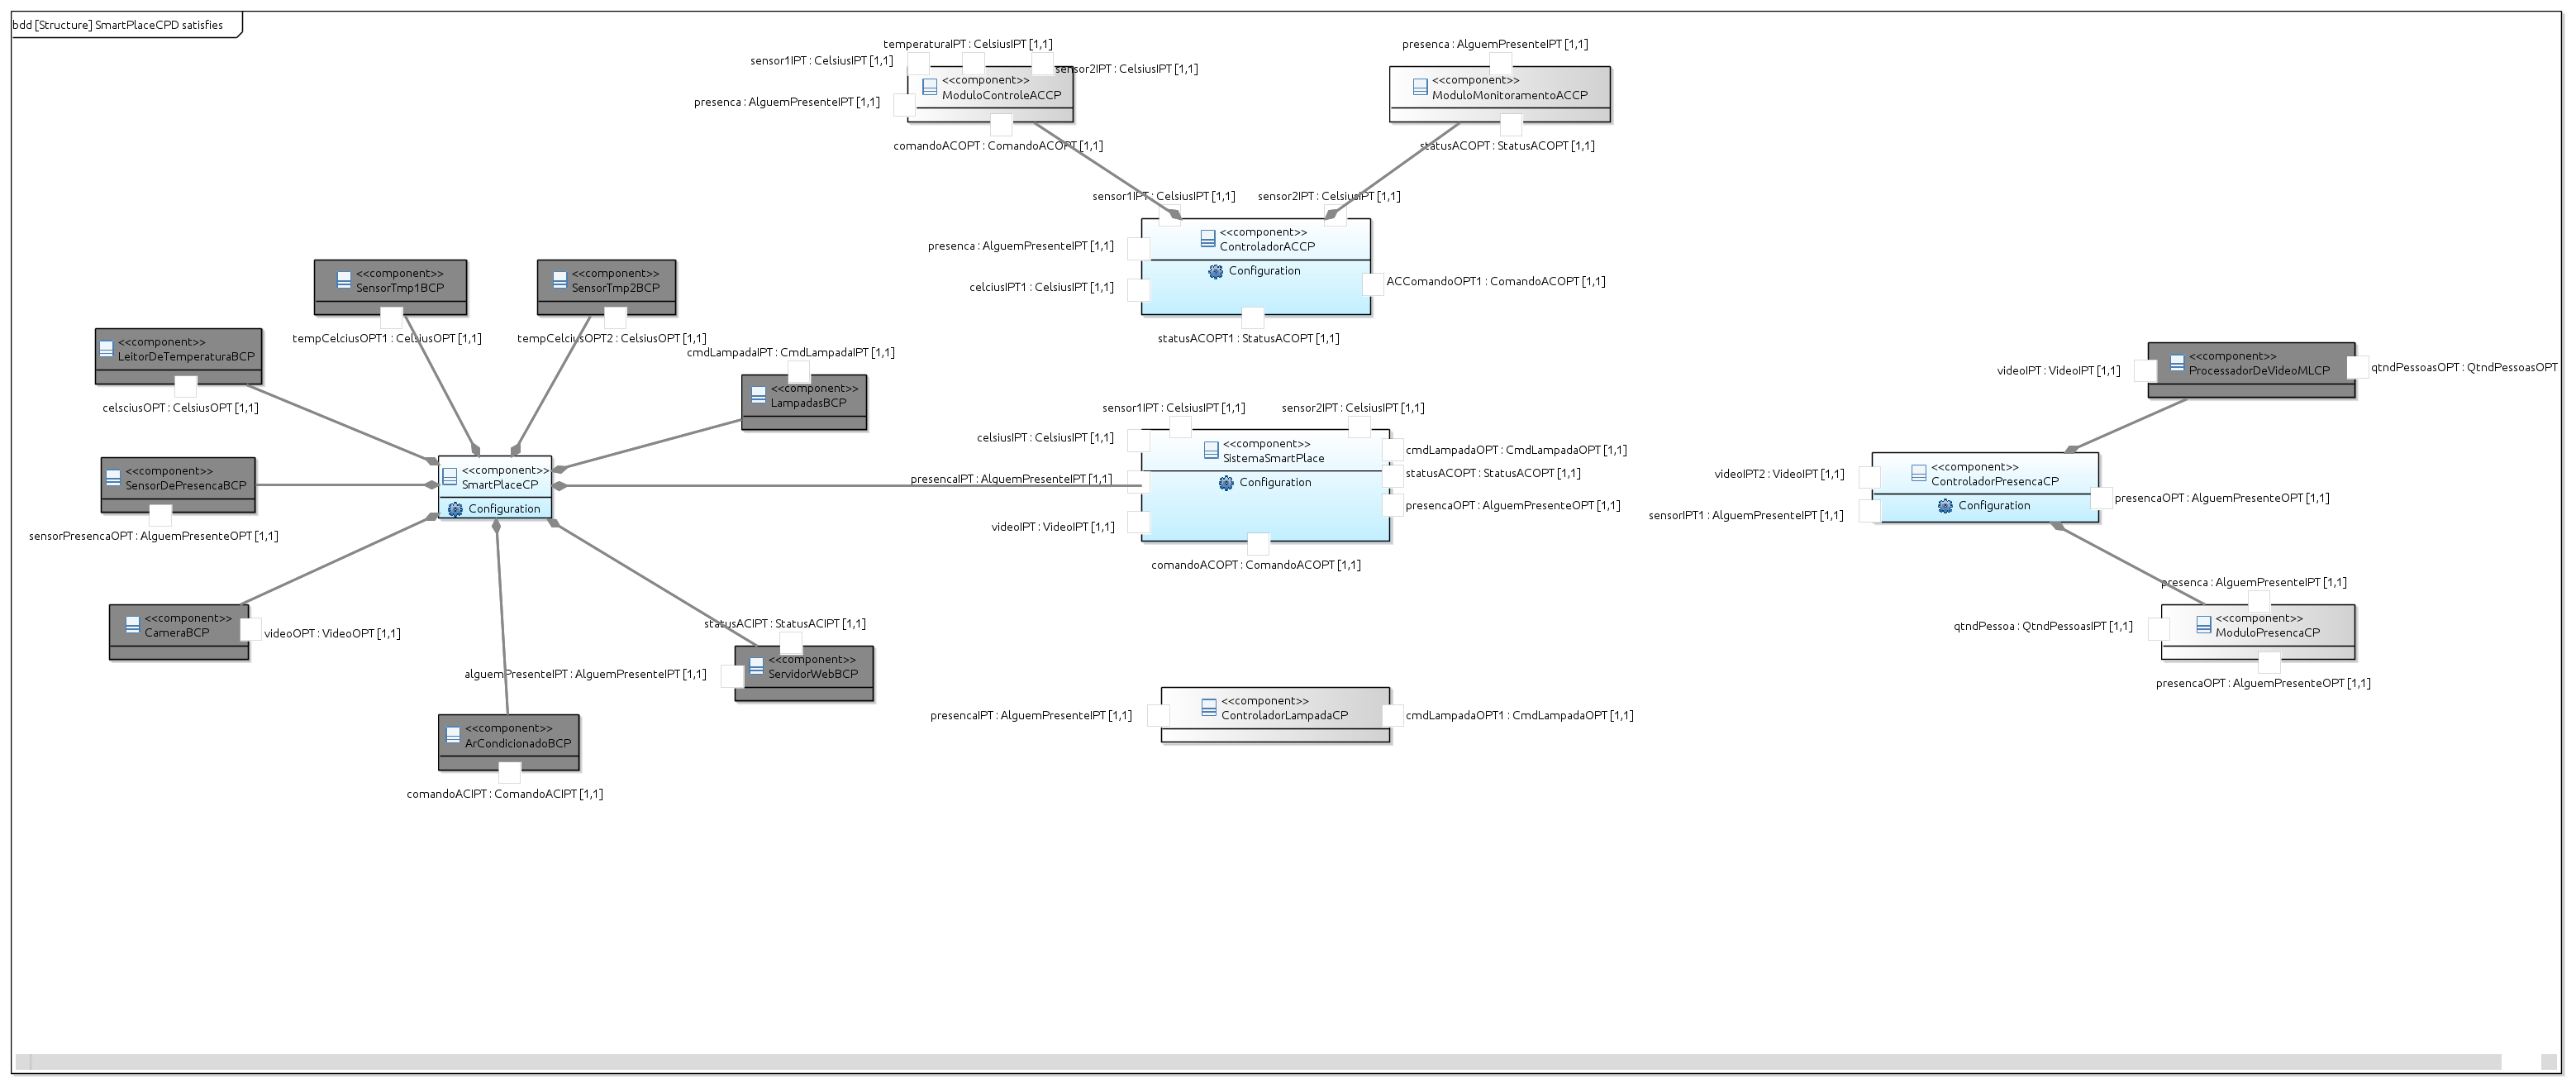 bdd [Structure] SmartPlaceCPD satisfies
temperaturaIPT : CelsiusIPT [1,1]
sensor1IPT : CelsiusIPT [1,1]
sensor2IPT : CelsiusIPT [1,1]
<<component>>
ModuloControleACCP
presenca : AlguemPresenteIPT [1,1]
comandoACOPT : ComandoACOPT [1,1]
presenca : AlguemPresenteIPT [1,1]
<<component>>
ModuloMonitoramentoACCP
statusACOPT : StatusACOPT [1,1]
sensor1IPT : CelsiusIPT [1,1]
sensor2IPT : CelsiusIPT [1,1]
<<component>>
ControladorACCP
Configuration
presenca : AlguemPresenteIPT [1,1]
celciusIPT1 : CelsiusIPT [1,1]
ACComandoOPT1 : ComandoACOPT [1,1]
statusACOPT1 : StatusACOPT [1,1]
<<component>>
SensorTmp1BCP
tempCelciusOPT1 : CelsiusOPT [1,1]
<<component>>
SensorTmp2BCP
tempCelciusOPT2 : CelsiusOPT [1,1]
<<component>>
LeitorDeTemperaturaBCP
celsciusOPT : CelsiusOPT [1,1]
cmdLampadaIPT : CmdLampadaIPT [1,1]
<<component>>
LampadasBCP
<<component>>
SensorDePresencaBCP
sensorPresencaOPT : AlguemPresenteOPT [1,1]
<<component>>
SmartPlaceCP
Configuration
<<component>>
CameraBCP
videoOPT : VideoOPT [1,1]
<<component>>
ArCondicionadoBCP
comandoACIPT : ComandoACIPT [1,1]
statusACIPT : StatusACIPT [1,1]
<<component>>
ServidorWebBCP
alguemPresenteIPT : AlguemPresenteIPT [1,1]
sensor1IPT : CelsiusIPT [1,1]
sensor2IPT : CelsiusIPT [1,1]
celsiusIPT : CelsiusIPT [1,1]
<<component>>
SistemaSmartPlace
Configuration
presencaIPT : AlguemPresenteIPT [1,1]
videoIPT : VideoIPT [1,1]
cmdLampadaOPT : CmdLampadaOPT [1,1]
statusACOPT : StatusACOPT [1,1]
presencaOPT : AlguemPresenteOPT [1,1]
comandoACOPT : ComandoACOPT [1,1]
presencaIPT : AlguemPresenteIPT [1,1]
<<component>>
ControladorLampadaCP
cmdLampadaOPT1 : CmdLampadaOPT [1,1]
videoIPT : VideoIPT [1,1]
<<component>>
ProcessadorDeVideoMLCP
qtndPessoasOPT : QtndPessoasOPT
videoIPT2 : VideoIPT [1,1]
sensorIPT1 : AlguemPresenteIPT [1,1]
<<component>>
ControladorPresencaCP
Configuration
presencaOPT : AlguemPresenteOPT [1,1]
presenca : AlguemPresenteIPT [1,1]
qtndPessoa : QtndPessoasIPT [1,1]
<<component>>
ModuloPresencaCP
presencaOPT : AlguemPresenteOPT [1,1]